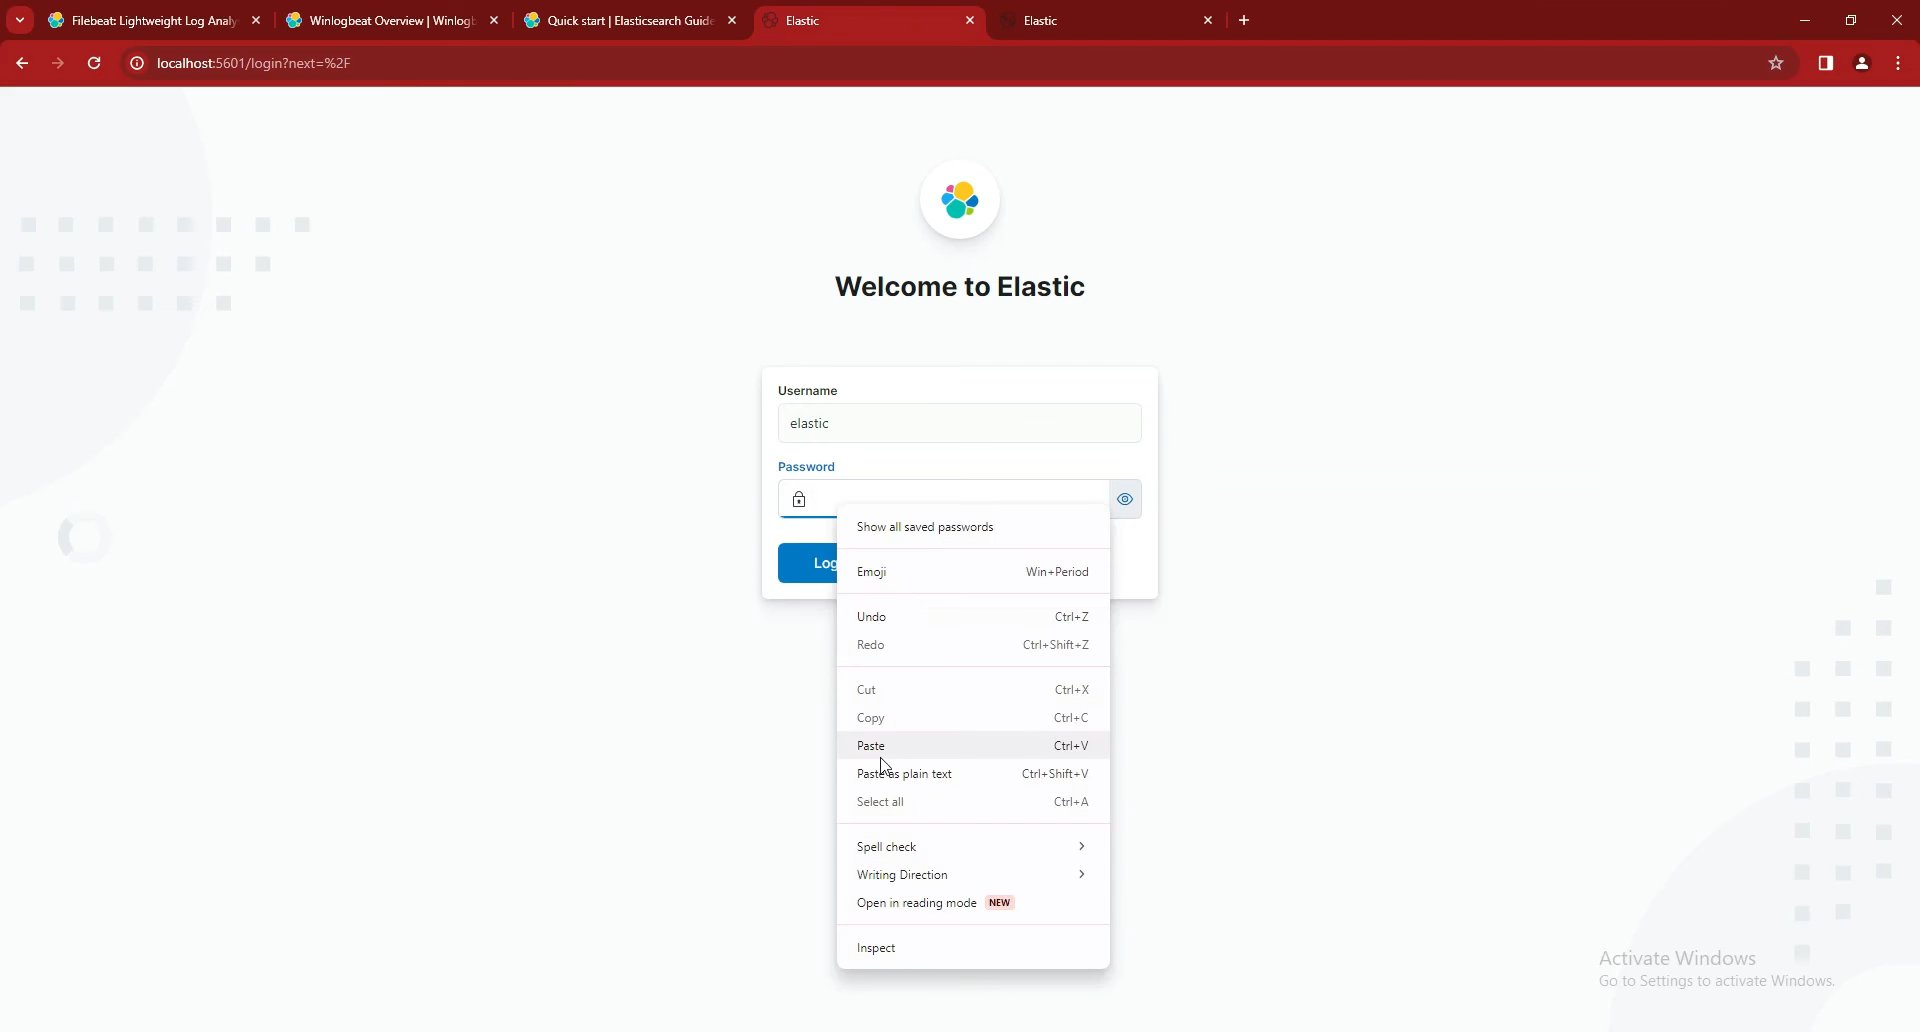 Filebeat: Lightweight Log Analy
Winlogbeat Overview | Winlogb
Quick start | Elasticsearch Guide
Elastic
Elastic
localhost:5601/login?next=%2F
Welcome to Elastic
Username
elastic
Password
Log
Show all saved passwords
Emoji Win+Period
Undo Ctrl+Z
Redo Ctrl+Shift+Z
Cut Ctrl+X
Copy Ctrl+C
Paste Ctrl+V
Paste as plain text Ctrl+Shift+V
Select all Ctrl+A
Spell check
Writing Direction
Open in reading mode NEW
Inspect
Activate Windows
Go to Settings to activate Windows.